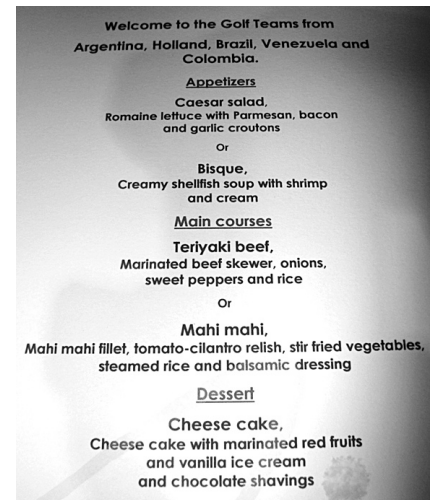 Welcome to the Golf Teams from
Argentina, Holland, Brazil, Venezuela and
Colombia.
Appetizers
Caesar salad,
Romaine lettuce with Parmesan, bacon
and garlic croutons
Or
Bisque,
Creamy shellfish soup with shrimp
and cream
Main courses
Teriyaki beef,
Marinated beef skewer, onions,
sweet peppers and rice
Or
Mahi mahi,
Mahi mahi fillet, tomato-cilantro relish, stir fried vegetables,
steamed rice and balsamic dressing
Dessert
Cheese cake,
Cheese cake with marinated red fruits
and vanilla ice cream
and chocolate shavings